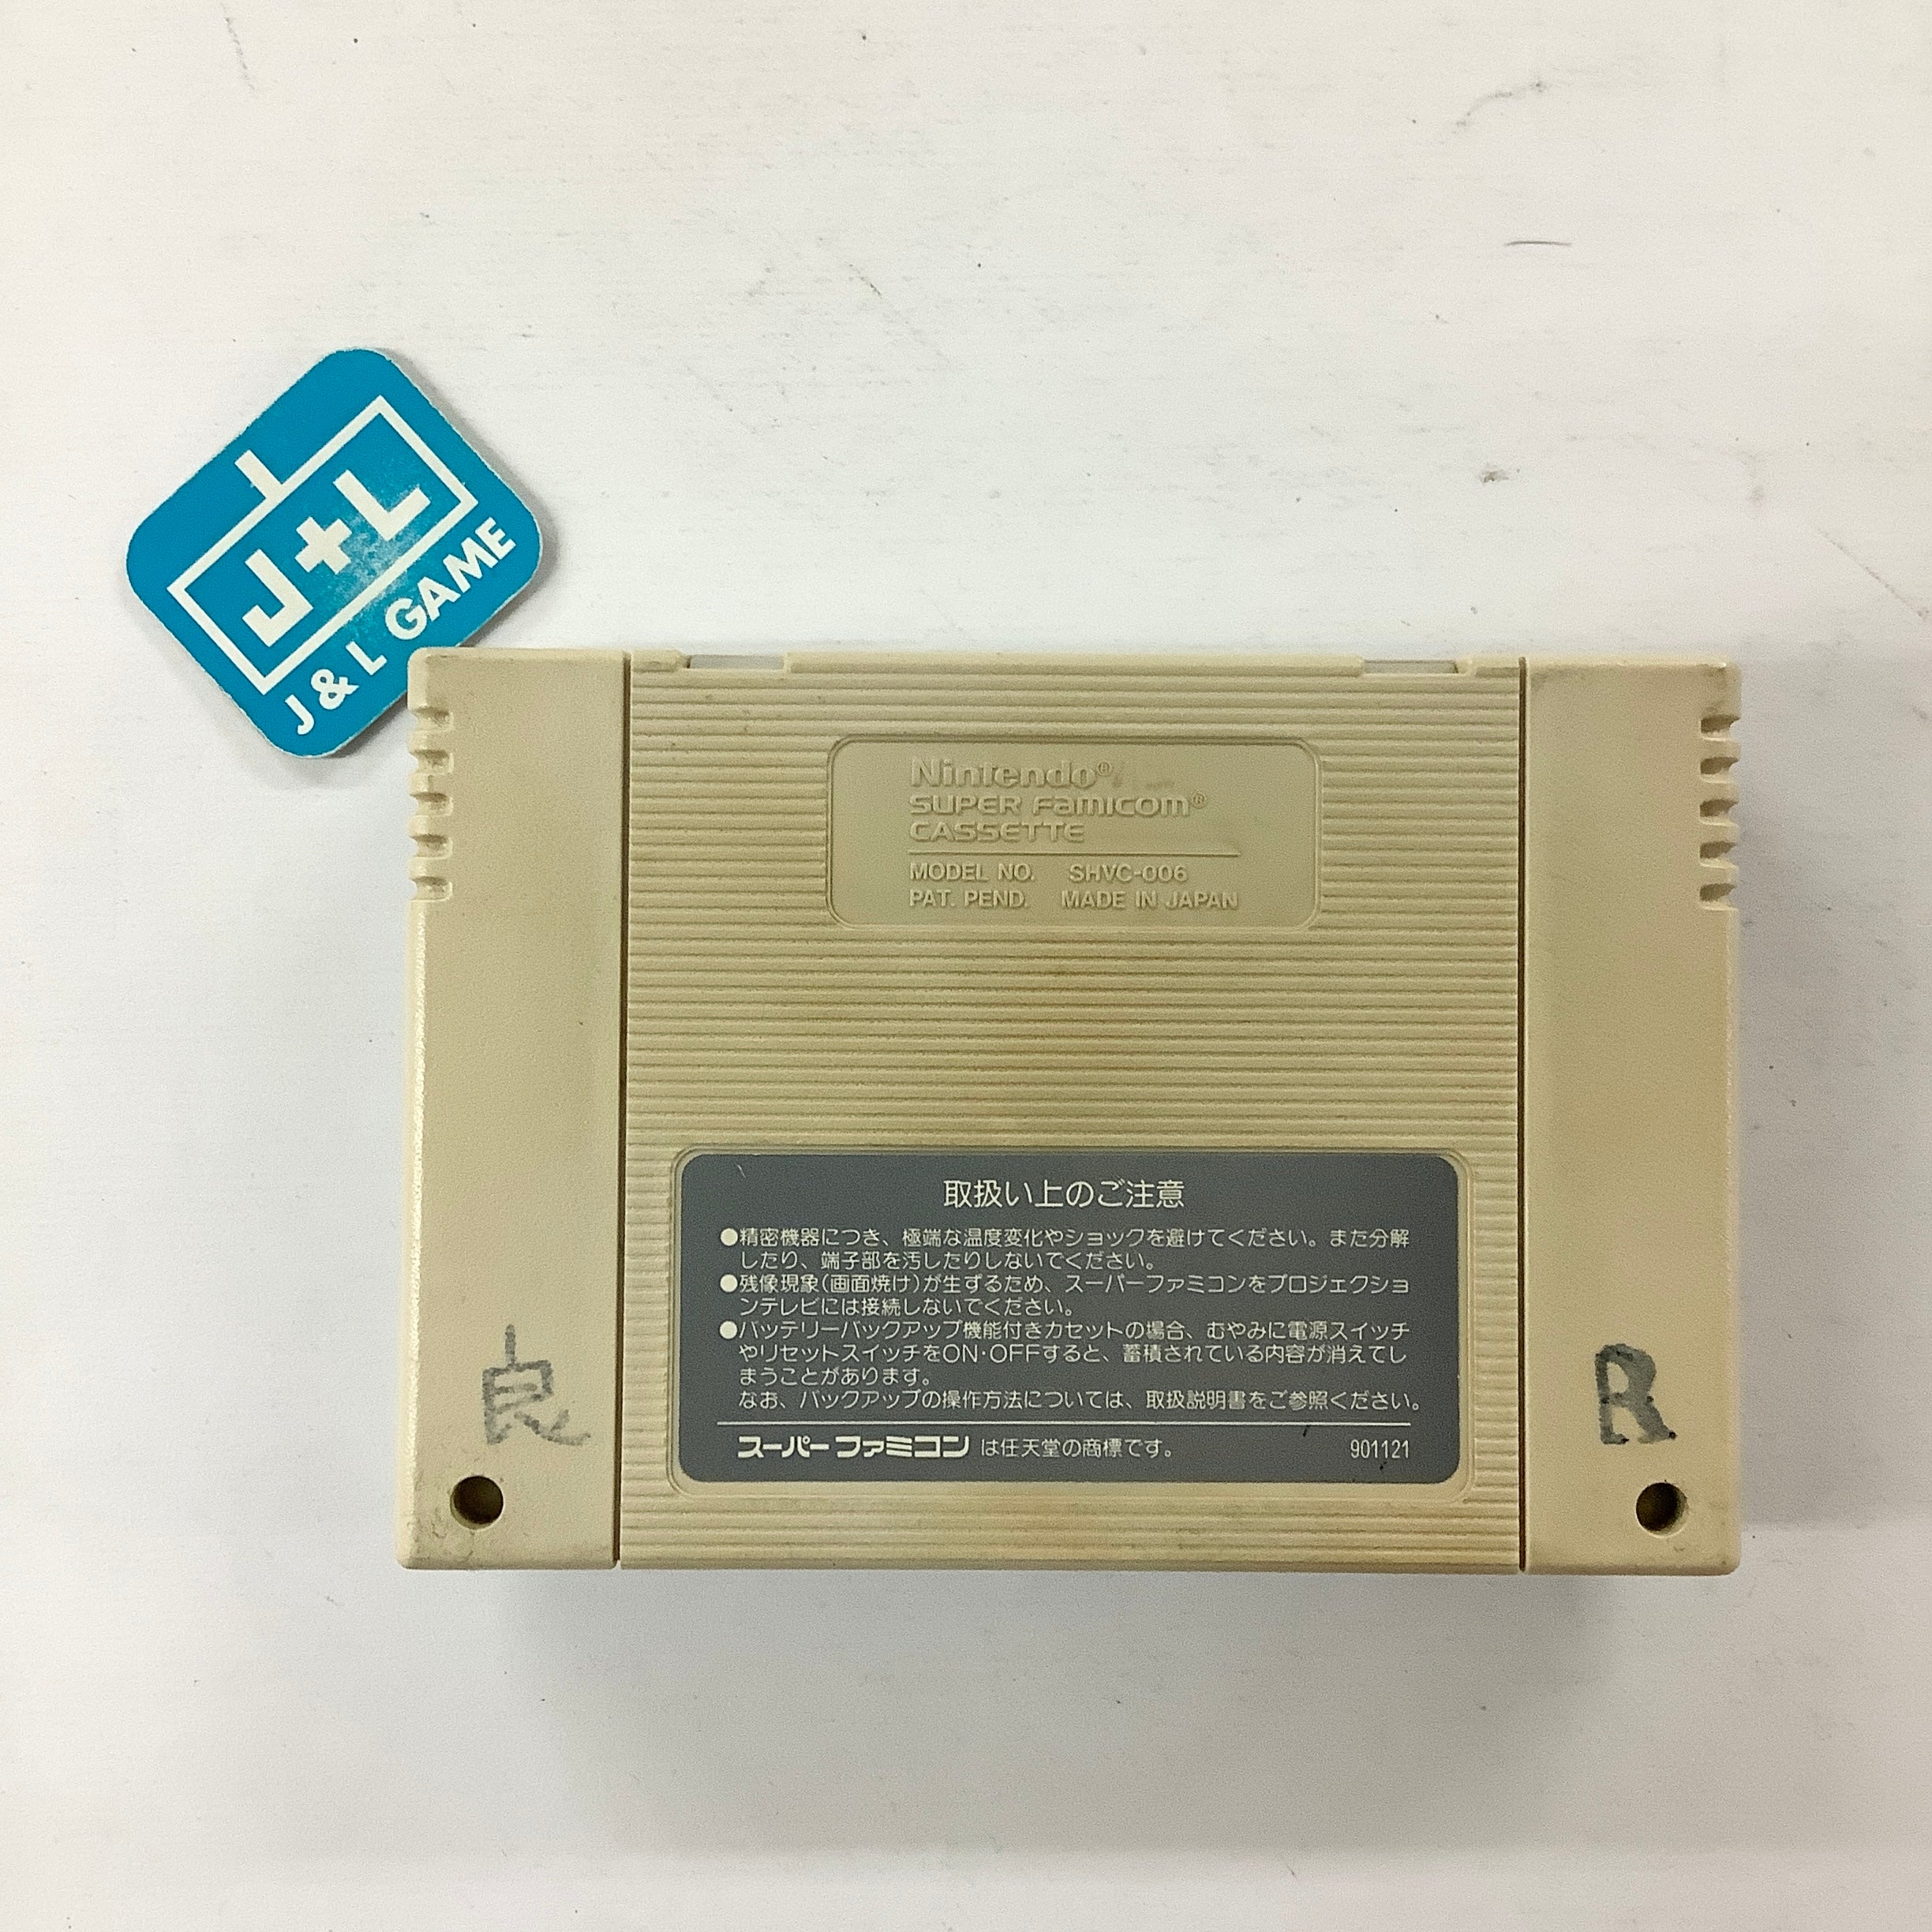 J+L
J & L GAME
Nintendo®
SUPER FAMICOM®
CASSETTE
MODEL NO. SHVC-006
PAT. PEND. MADE IN JAPAN
取扱い上のご注意
●精密機器につき、極端な温度変化やショックを避けてください。また分解
したり、端子部を汚したりしないでください。
●残像現象(画面焼け)が生ずるため、スーパーファミコンをプロジェクショ
ンテレビには接続しないでください。
●バッテリーバックアップ機能付きカセットの場合、むやみに電源スイッチ
やリセットスイッチをON・OFFすると、蓄積されている内容が消えてし
まうことがあります。
なお、バックアップの操作方法については、取扱説明書をご参照ください。
スーパーファミコン は任天堂の商標です。 901121
良
R